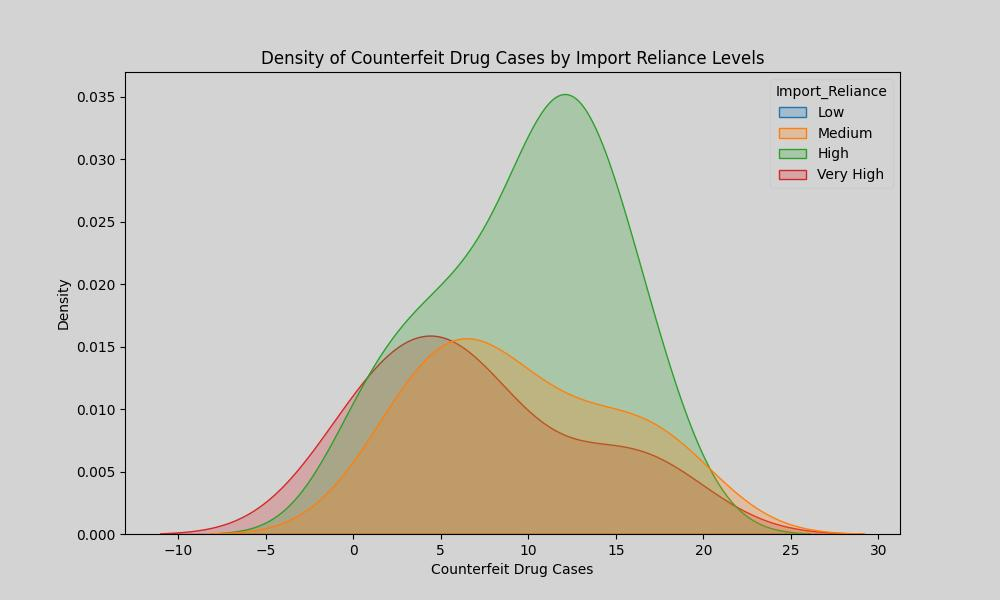 Density of Counterfeit Drug Cases by Import Reliance Levels
Import_Reliance
Low
Medium
High
Very High
Density
0.035
0.030
0.025
0.020
0.015
0.010
0.005
0.000
−10 −5 0 5 10 15 20 25 30
Counterfeit Drug Cases